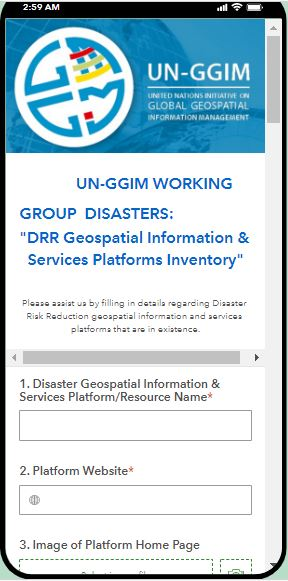 2:59 AM
UN-GGIM
UNITED NATIONS INITIATIVE ON
GLOBAL GEOSPATIAL
INFORMATION MANAGEMENT
UN-GGIM WORKING
GROUP DISASTERS:
"DRR Geospatial Information &
Services Platforms Inventory"
Please assist us by filling in details regarding Disaster
Risk Reduction geospatial information and services
platforms that are in existence.
1. Disaster Geospatial Information &
Services Platform/Resource Name*
2. Platform Website*
3. Image of Platform Home Page